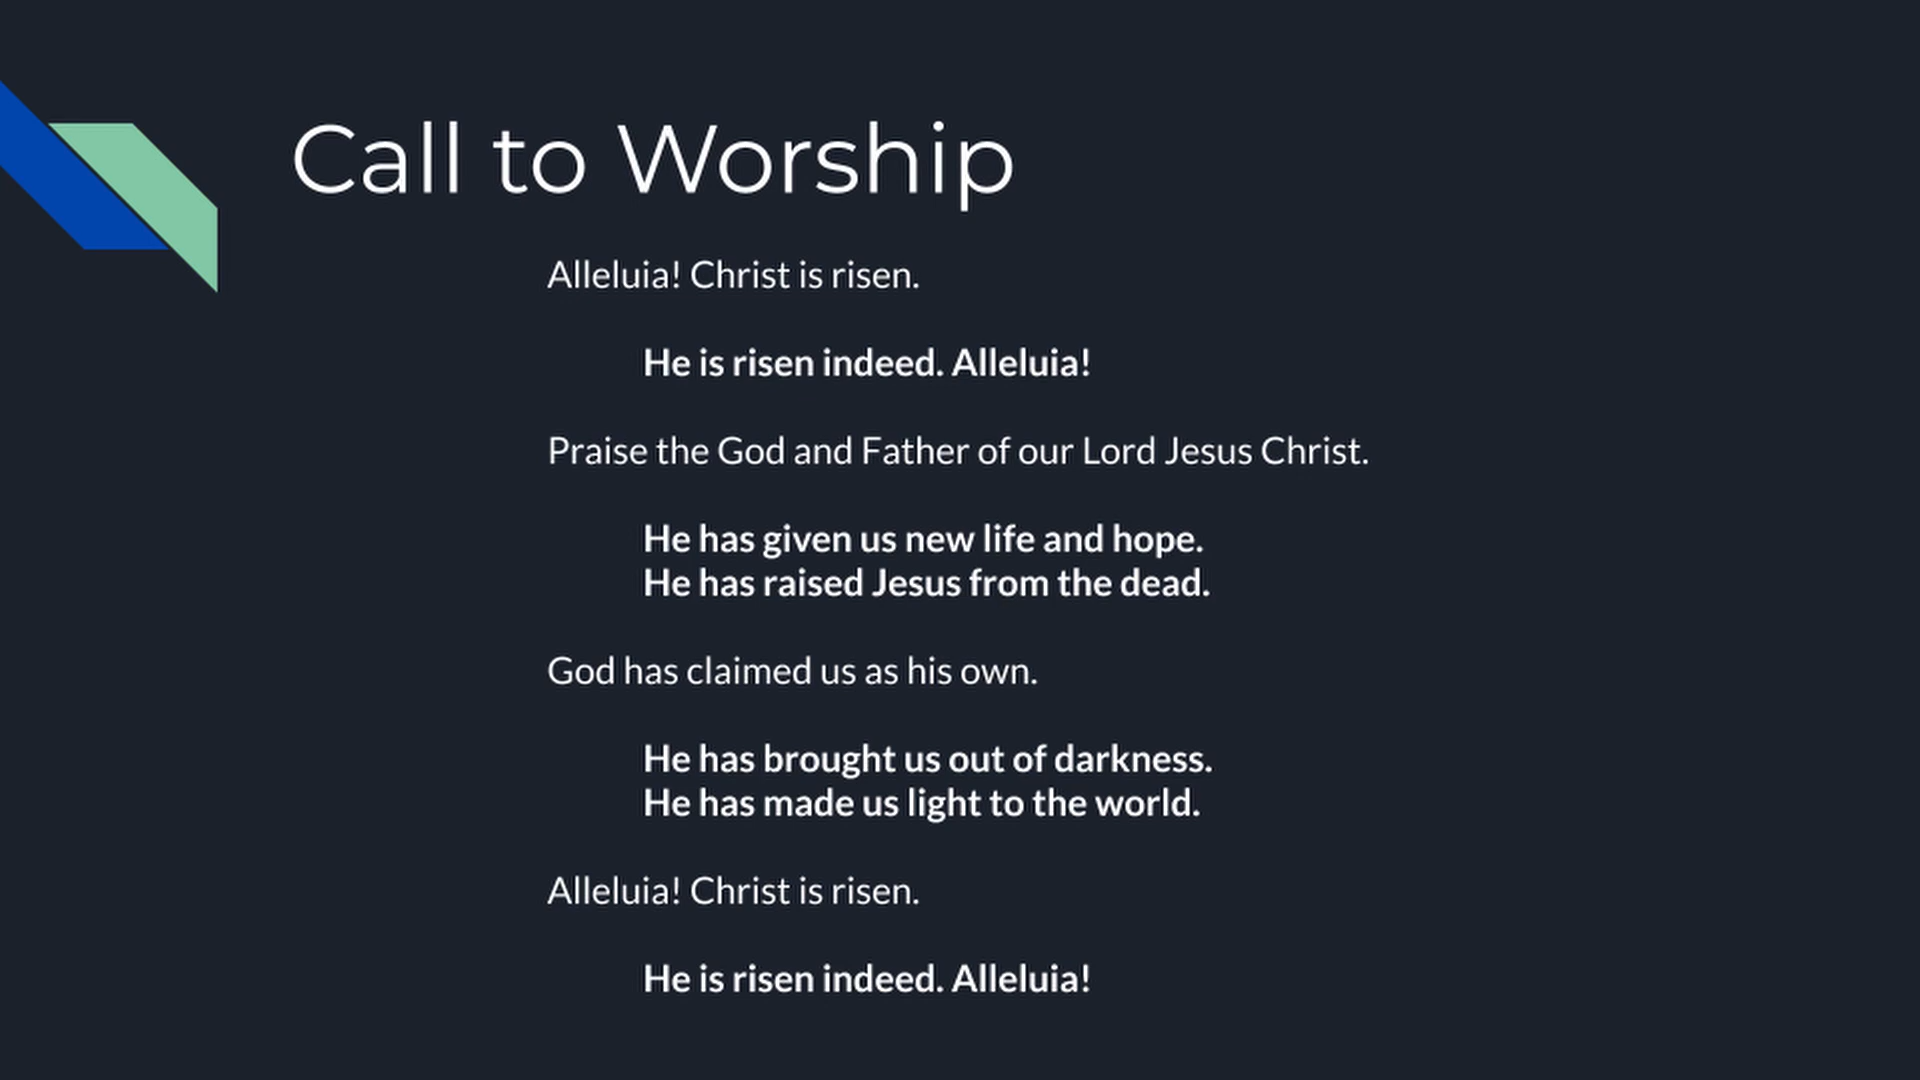 Call to Worship
Alleluia! Christ is risen.
He is risen indeed. Alleluia!
Praise the God and Father of our Lord Jesus Christ.
He has given us new life and hope.
He has raised Jesus from the dead.
God has claimed us as his own.
He has brought us out of darkness.
He has made us light to the world.
Alleluia! Christ is risen.
He is risen indeed. Alleluia!